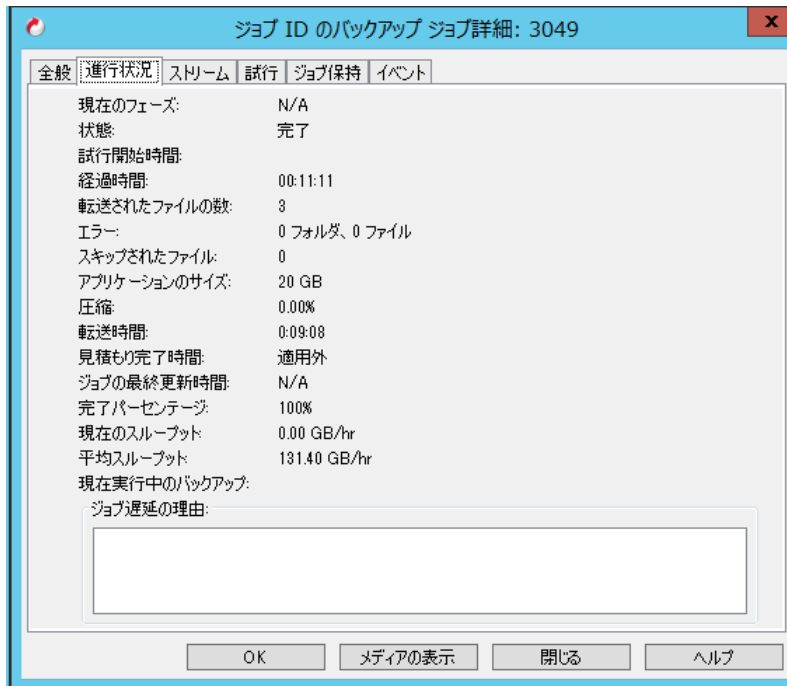 ジョブ ID のバックアップ ジョブ詳細: 3049
x
全般 進行状況 ストリーム 試行 ジョブ保持 イベント
現在のフェーズ: N/A
状態: 完了
試行開始時間:
経過時間: 00:11:11
転送されたファイルの数: 3
エラー: 0 フォルダ、0 ファイル
スキップされたファイル: 0
アプリケーションのサイズ: 20 GB
圧縮: 0.00%
転送時間: 0:09:08
見積もり完了時間: 適用外
ジョブの最終更新時間: N/A
完了パーセンテージ: 100%
現在のスループット: 0.00 GB/hr
平均スループット: 131.40 GB/hr
現在実行中のバックアップ:
ジョブ遅延の理由:
OK メディアの表示 閉じる ヘルプ